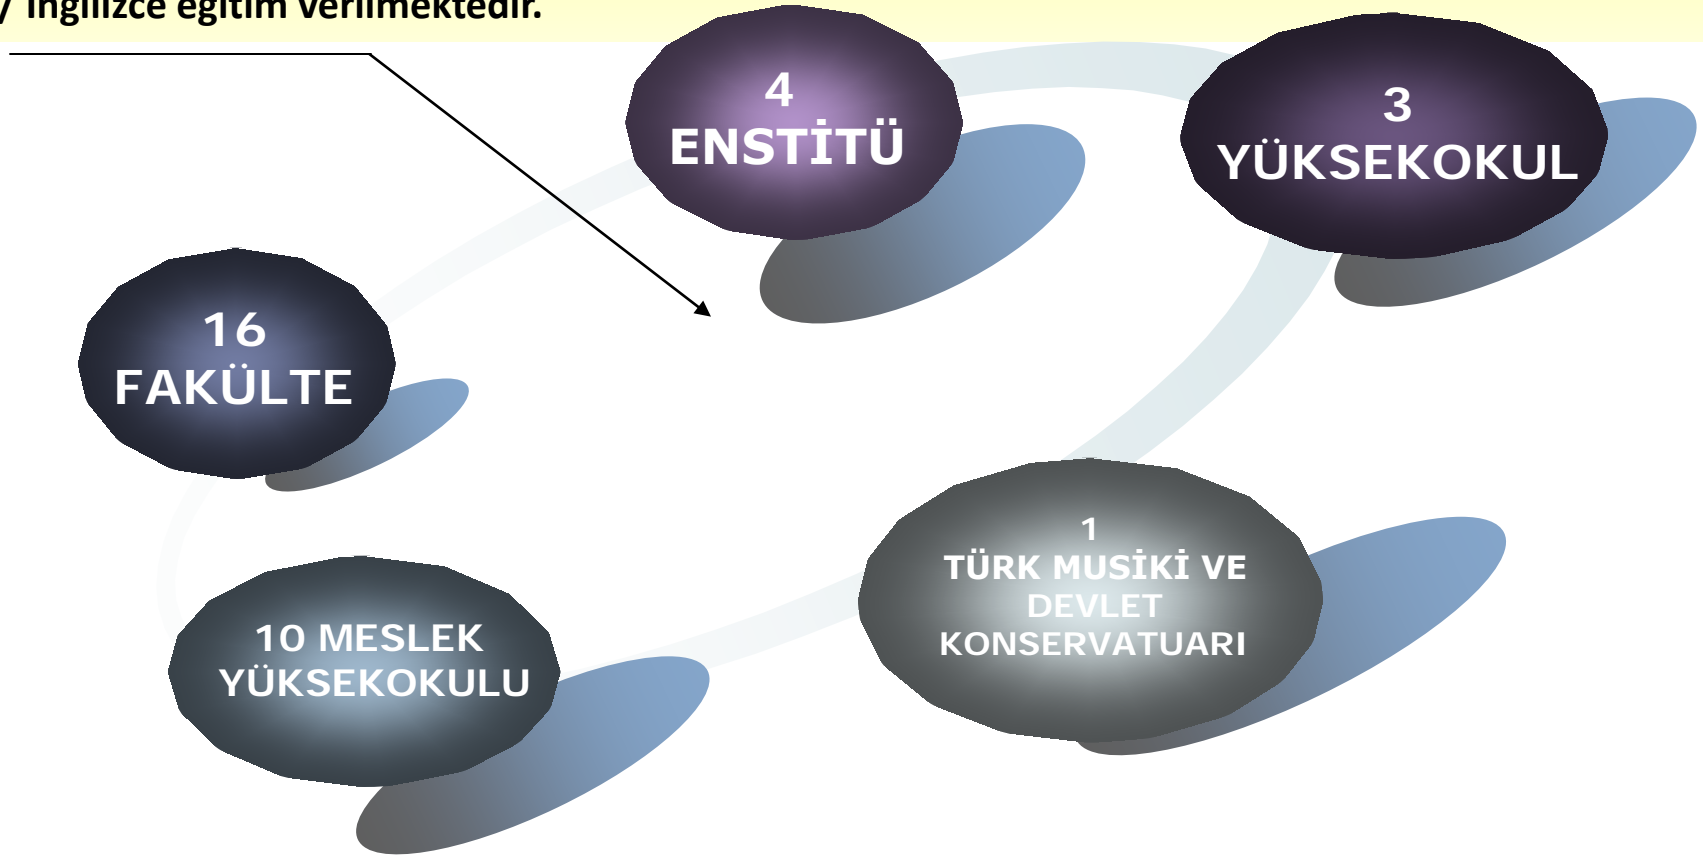 / İngilizce eğitim verilmektedir.
4
ENSTİTÜ
3
YÜKSEKOKUL
16
FAKÜLTE
1
TÜRK MUSİKİ VE
DEVLET
KONSERVATUARI
10 MESLEK
YÜKSEKOKULU